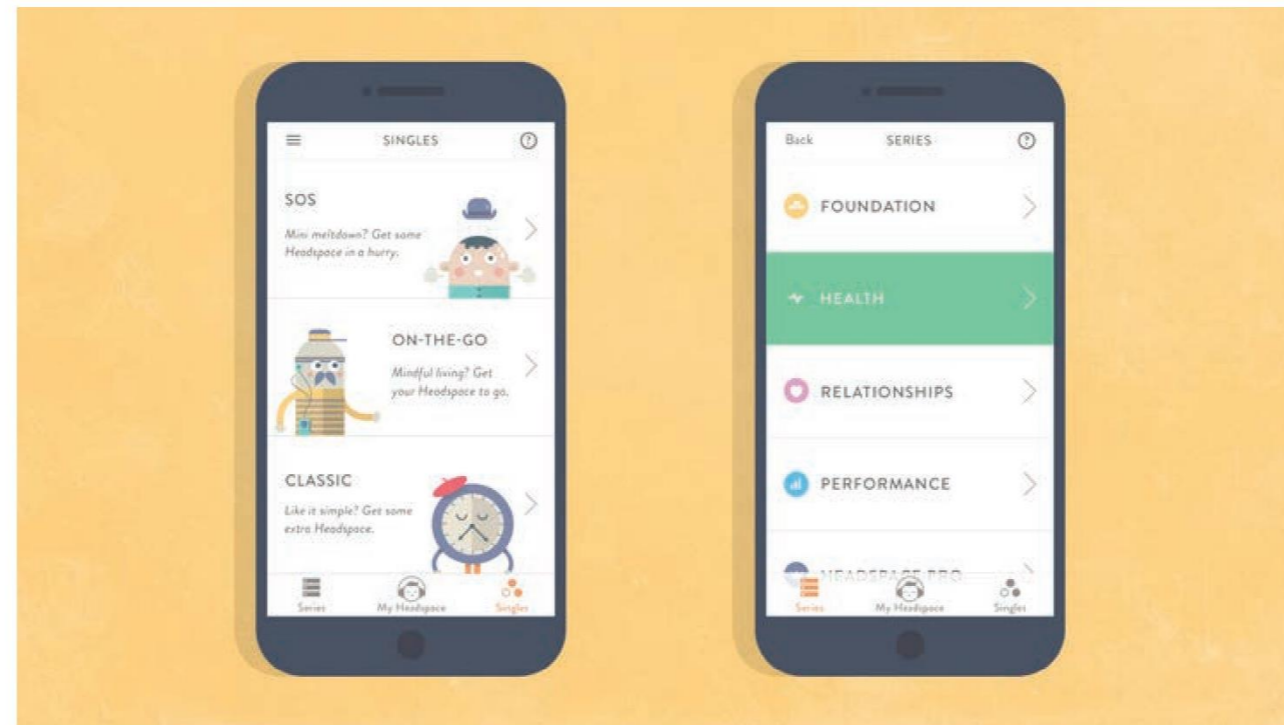 SINGLES
SOS
Mini meltdown? Get some
Headspace in a hurry.
ON-THE-GO
Mindful living? Get
your Headspace to go.
CLASSIC
Like it simple? Get some
extra Headspace.
Series
My Headspace
Singles
Back
SERIES
FOUNDATION
HEALTH
RELATIONSHIPS
PERFORMANCE
HEADSPACE PRO
Series
My Headspace
Singles